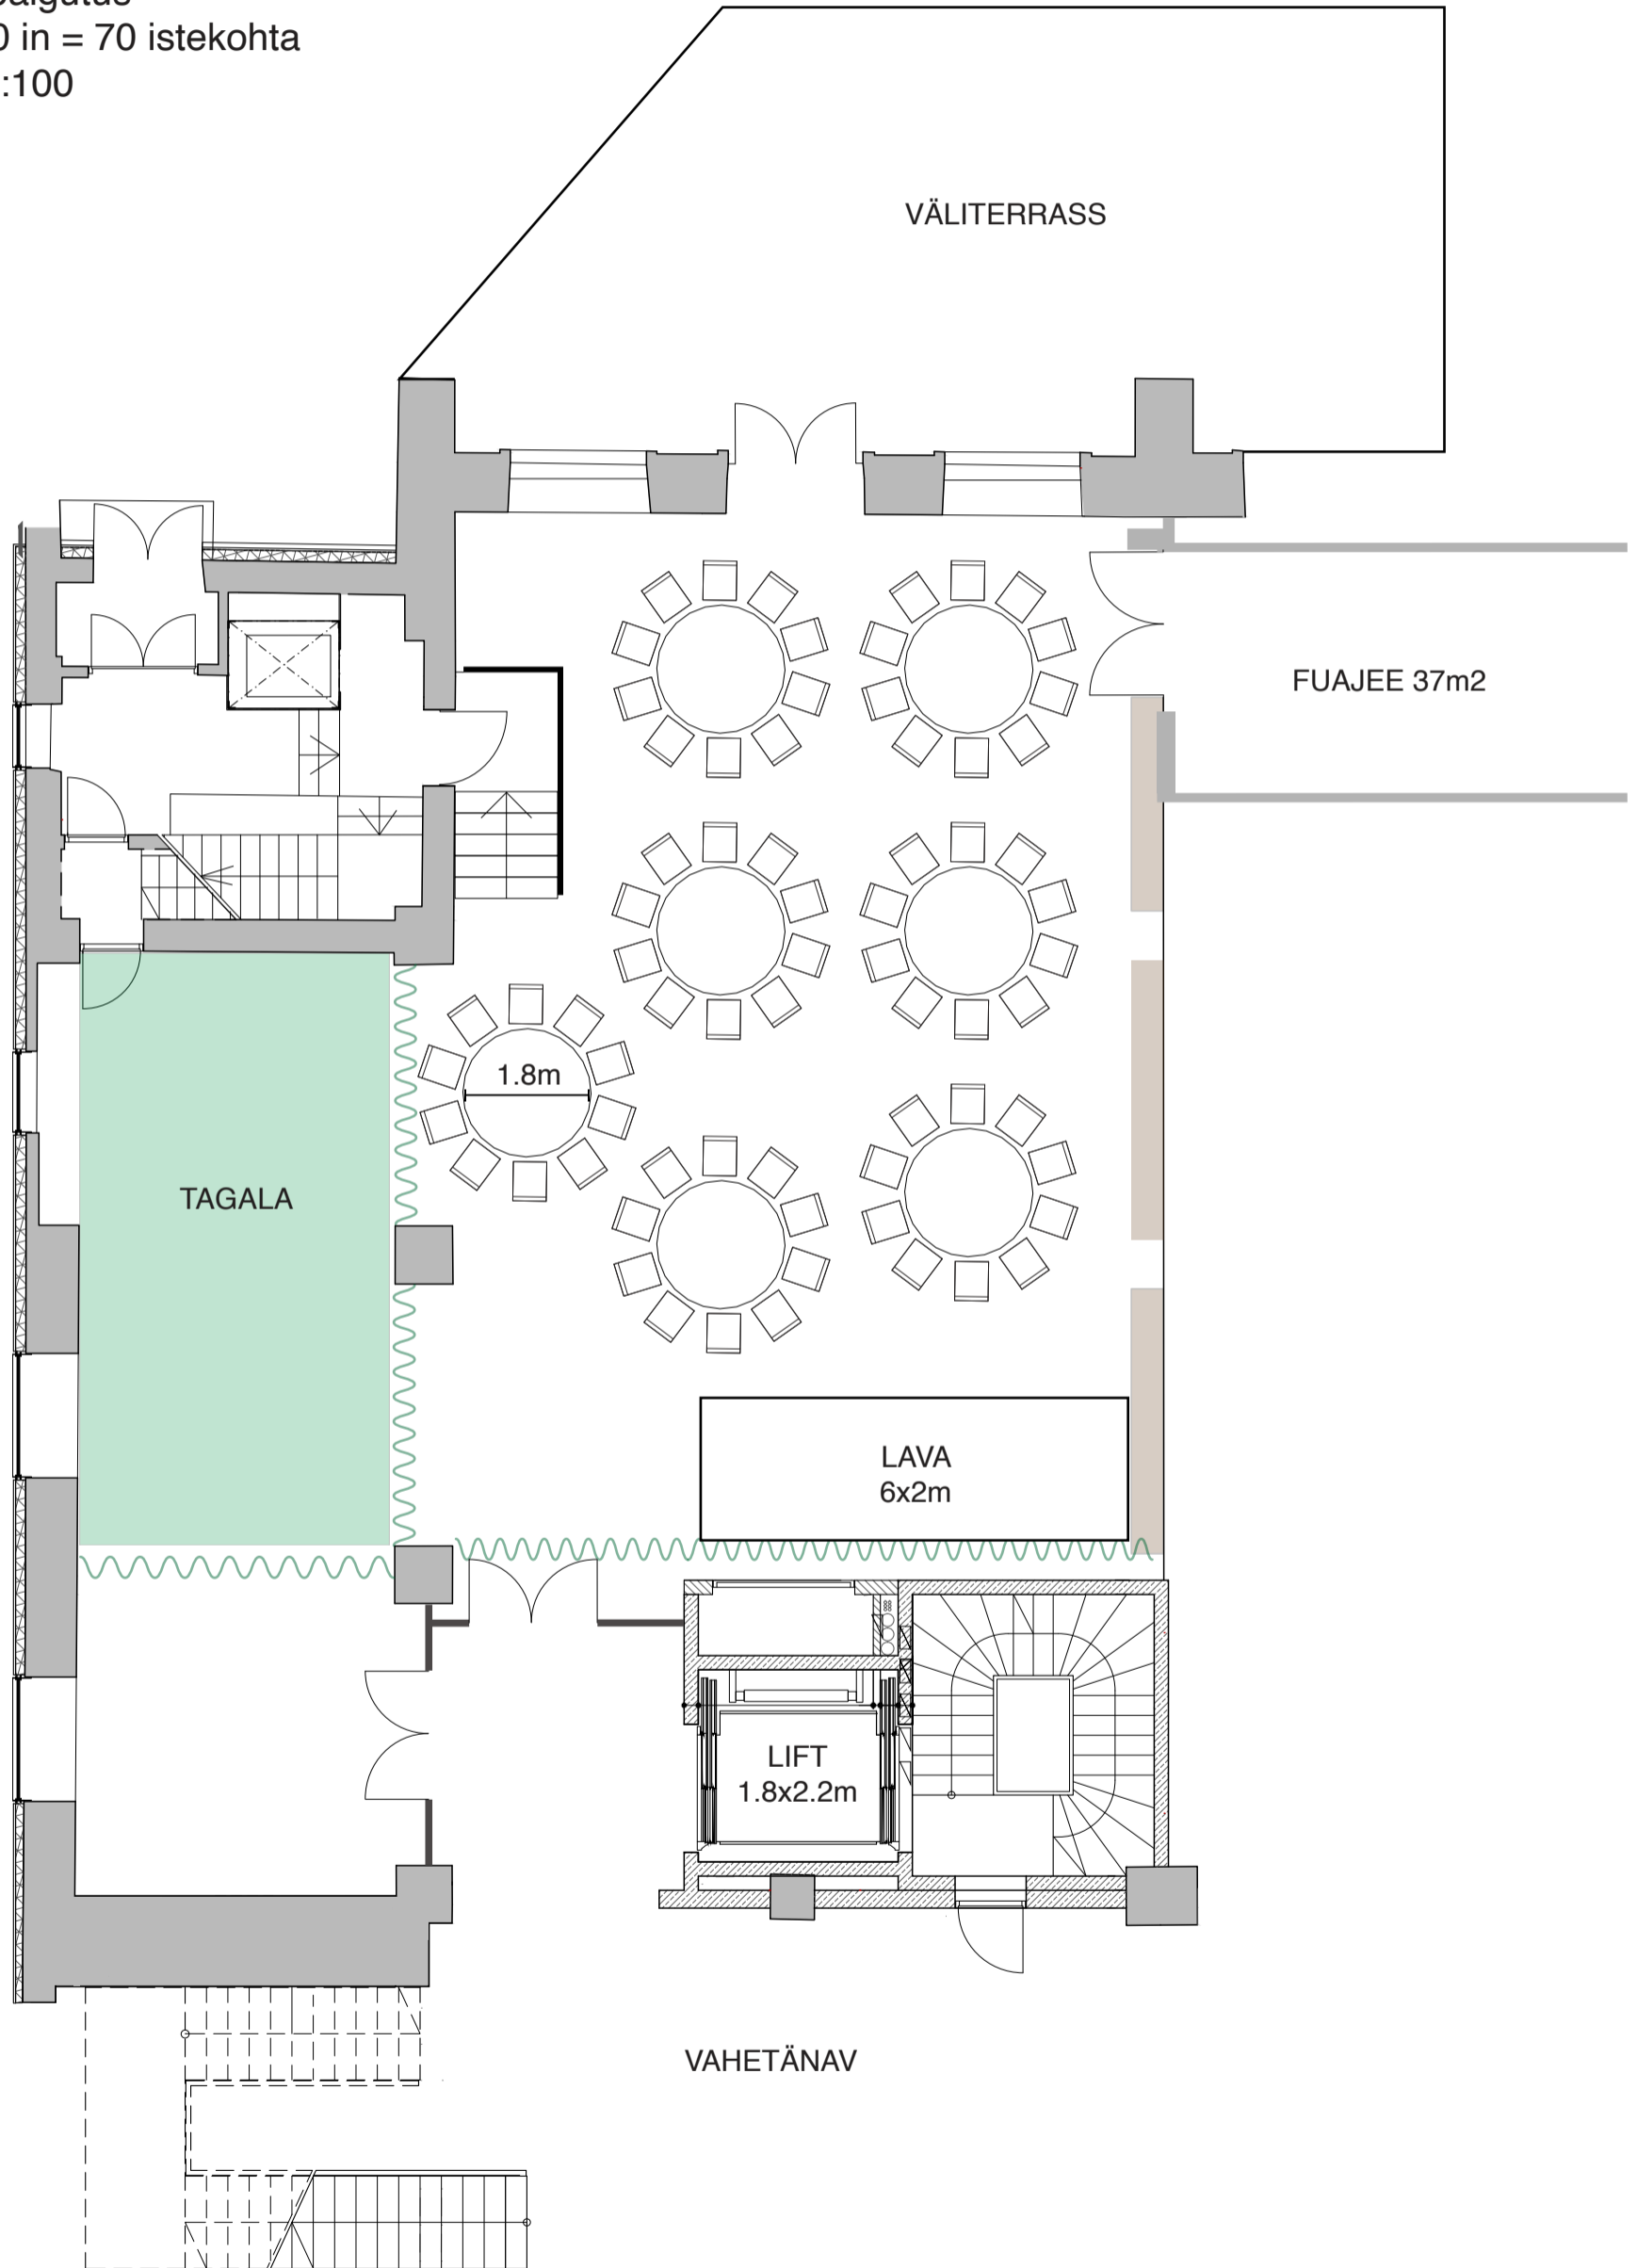 0 in = 70 istekohta
:100
VÄLITERRASS
FUAJEE 37m2
1.8m
TAGALA
LAVA
6x2m
LIFT
1.8x2.2m
VAHETÄNAV